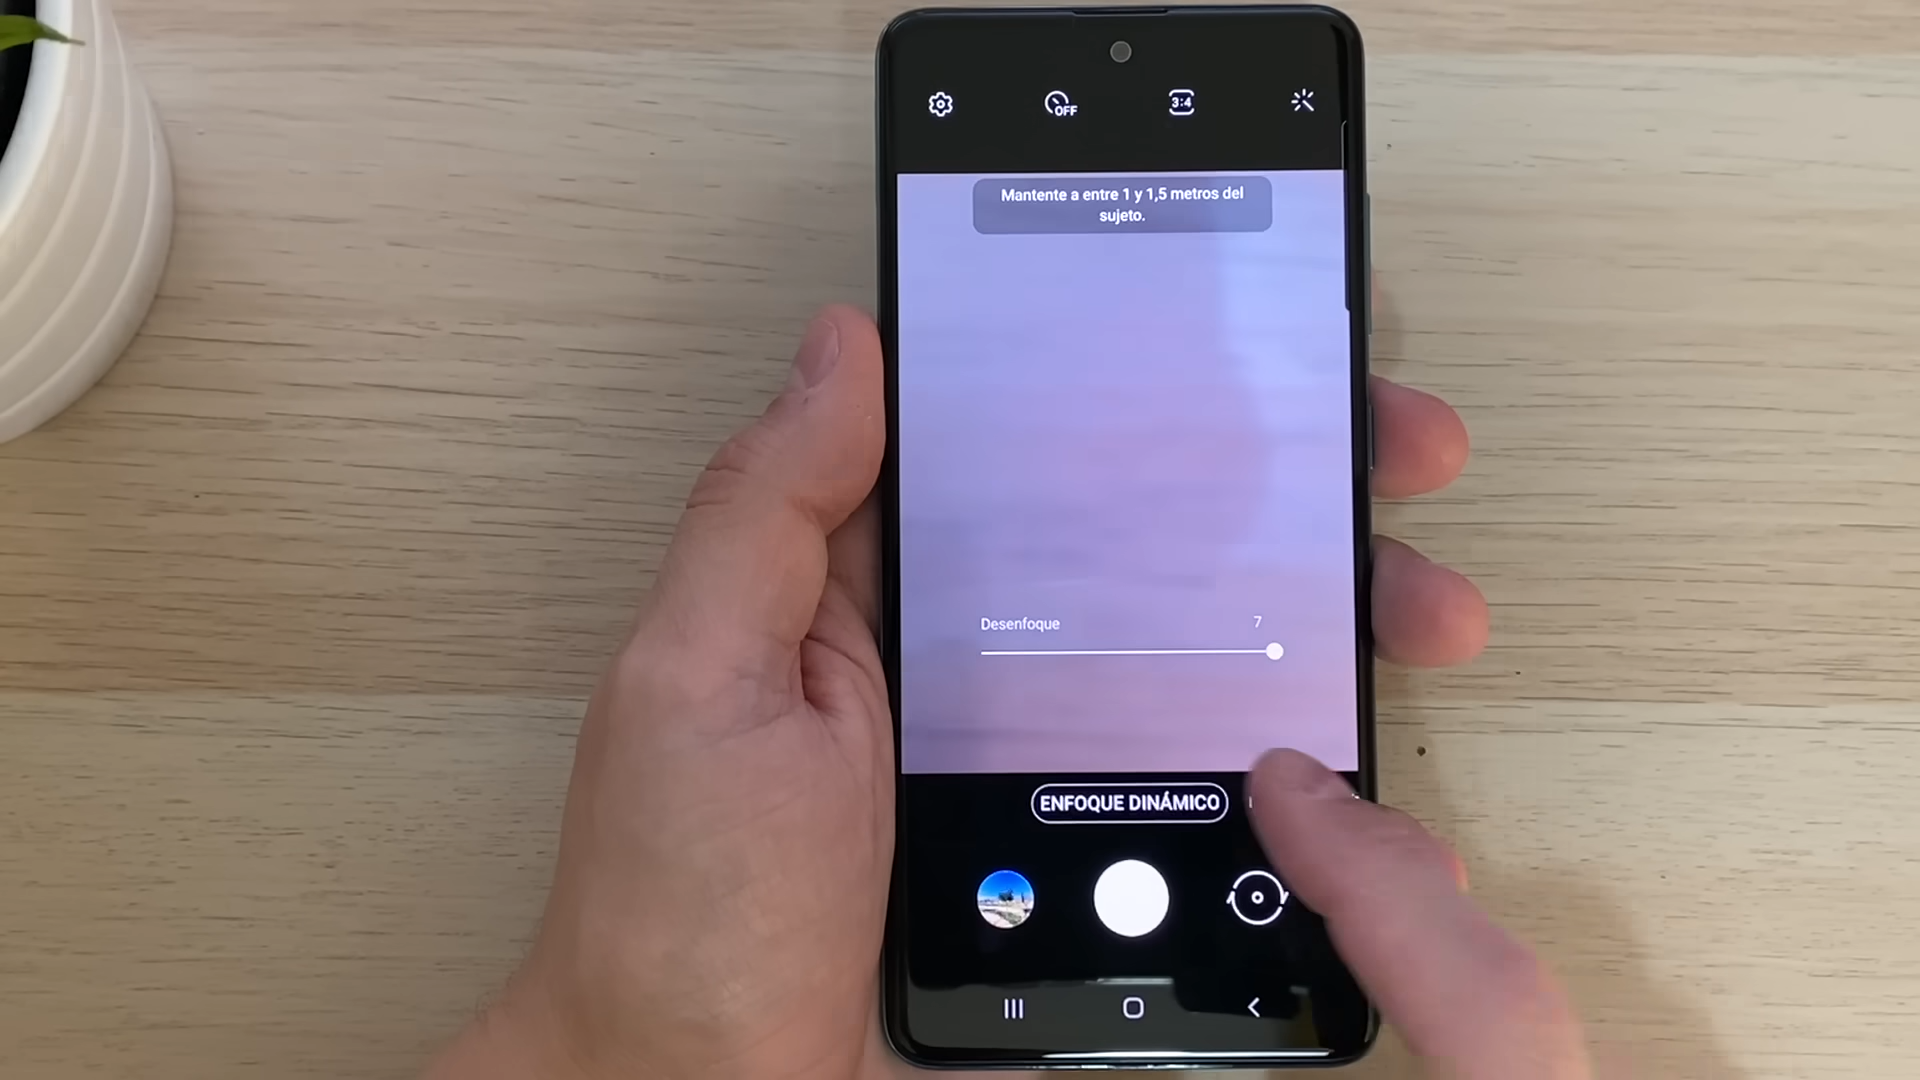 OFF
3:4
Mantente a entre 1 y 1,5 metros del
sujeto.
Desenfoque 7
ENFOQUE DINÁMICO